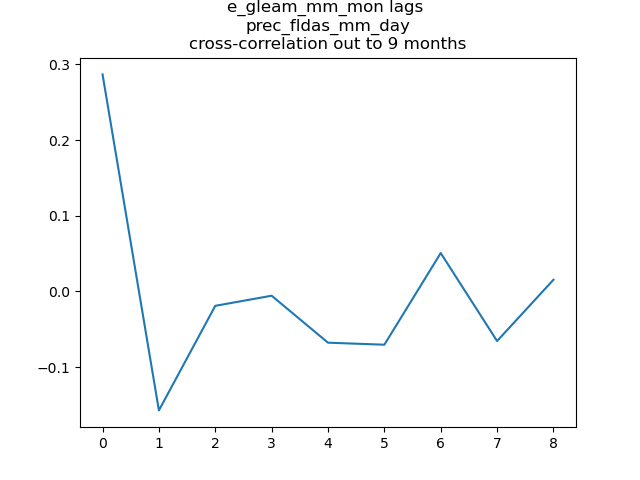 e_gleam_mm_mon lags
prec_fldas_mm_day
cross-correlation out to 9 months
0.3
0.2
0.1
0.0
−0.1
0 1 2 3 4 5 6 7 8